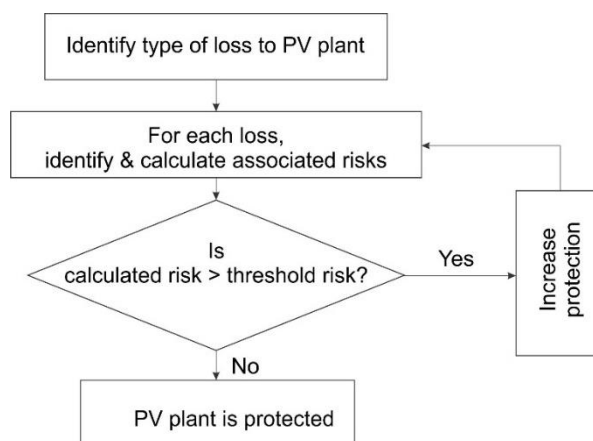 Identify type of loss to PV plant
For each loss,
identify & calculate associated risks
Is
calculated risk > threshold risk?
Yes
Increase
protection
No
PV plant is protected